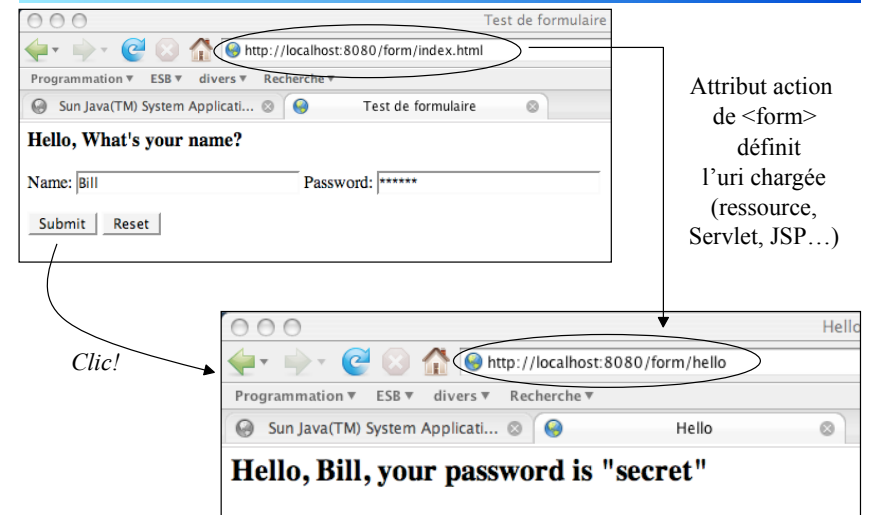 Test de formulaire
http://localhost:8080/form/index.html
Programmation ESB divers Recherche
Sun Java(TM) System Applicati... Test de formulaire
Hello, What's your name?
Name: Bill Password: ******
Submit Reset
Attribut action
de <form>
définit
l'uri chargée
(ressource,
Servlet, JSP…)
Clic!
Hello
http://localhost:8080/form/hello
Programmation ESB divers Recherche
Sun Java(TM) System Applicati... Hello
Hello, Bill, your password is "secret"